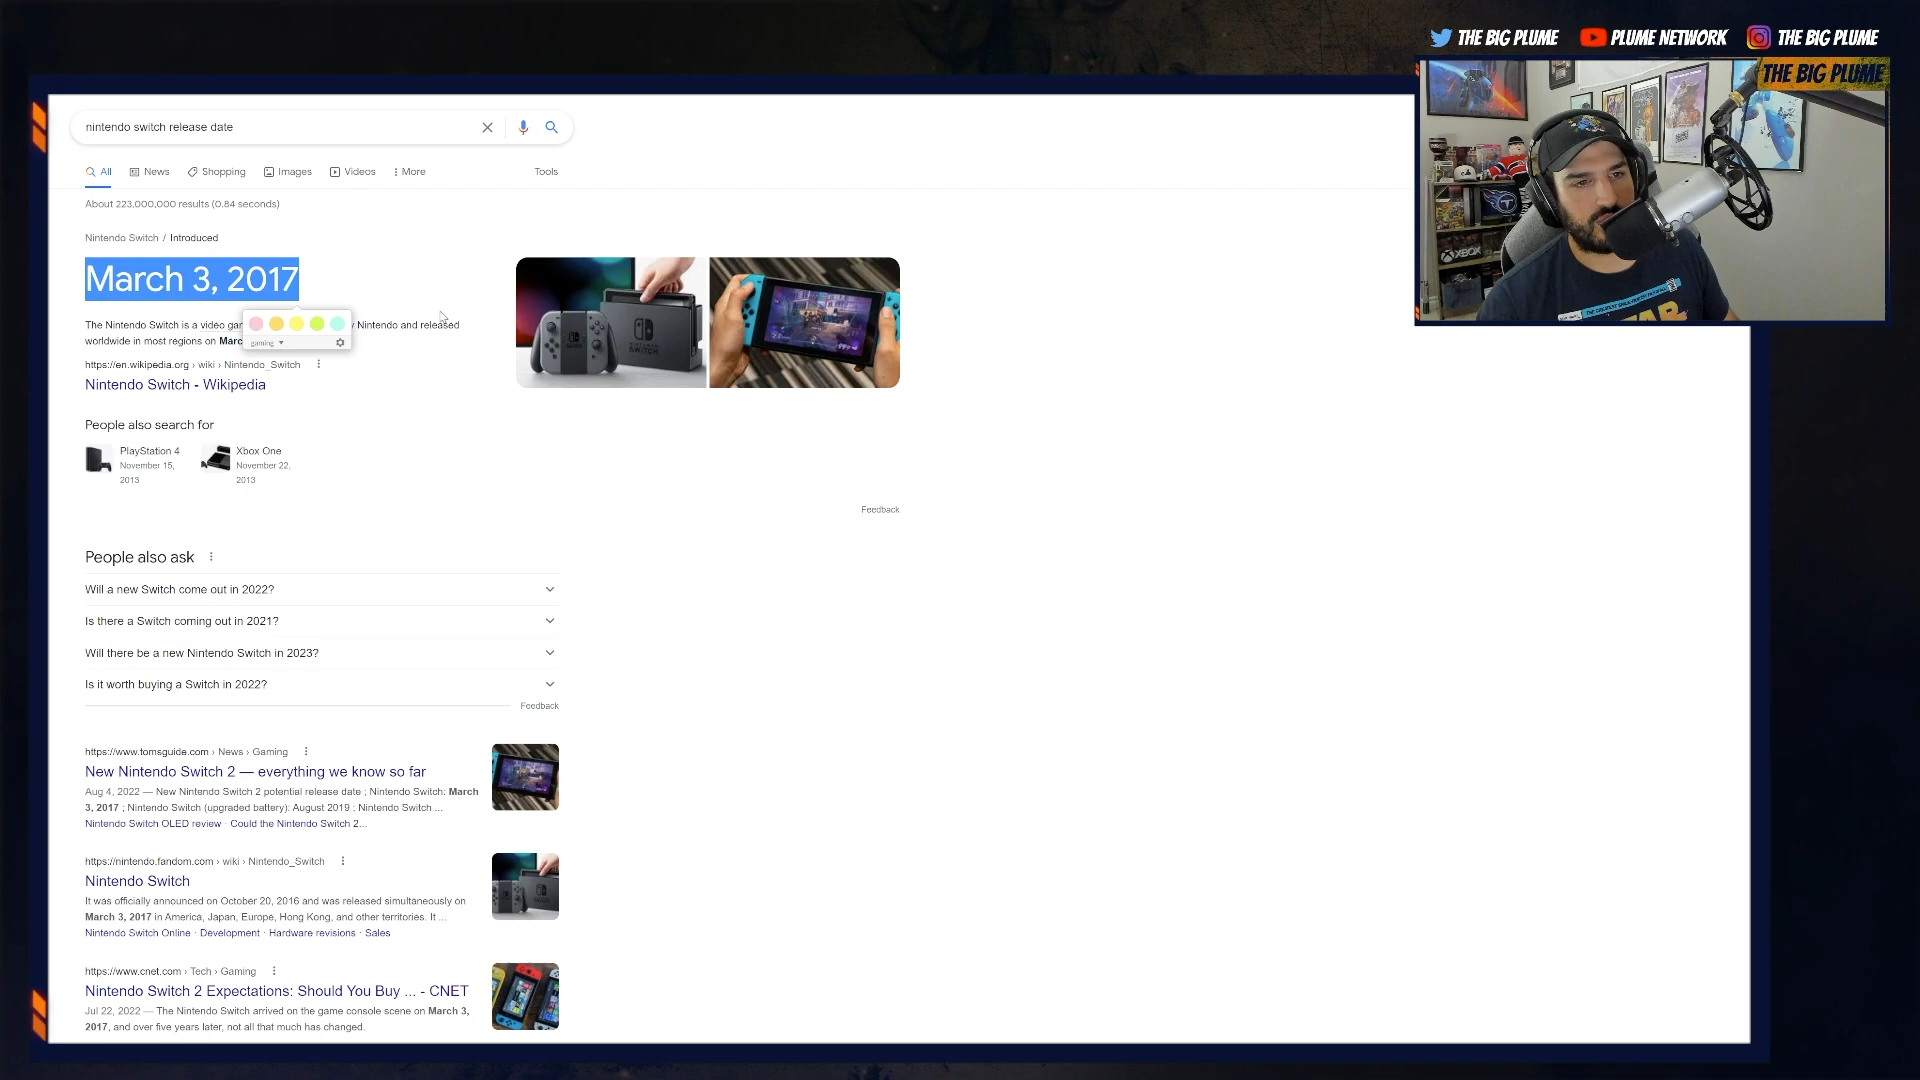 THE BIG PLUME
PLUME NETWORK
THE BIG PLUME
THE BIG PLUME
XBOX
nintendo switch release date
All
News
Shopping
Images
Videos
More
Tools
About 223,000,000 results (0.84 seconds)
Nintendo Switch / Introduced
March 3, 2017
The Nintendo Switch is a video gam Nintendo and released
worldwide in most regions on Marc
gaming
https://en.wikipedia.org › wiki › Nintendo_Switch
Nintendo Switch - Wikipedia
NINTENDO
SWITCH
People also search for
PlayStation 4
November 15,
2013
Xbox One
November 22,
2013
Feedback
People also ask
Will a new Switch come out in 2022?
Is there a Switch coming out in 2021?
Will there be a new Nintendo Switch in 2023?
Is it worth buying a Switch in 2022?
Feedback
https://www.tomsguide.com › News › Gaming
New Nintendo Switch 2 — everything we know so far
Aug 4, 2022 — New Nintendo Switch 2 potential release date ; Nintendo Switch: March
3, 2017 ; Nintendo Switch (upgraded battery): August 2019 ; Nintendo Switch ...
Nintendo Switch OLED review · Could the Nintendo Switch 2...
https://nintendo.fandom.com › wiki › Nintendo_Switch
Nintendo Switch
It was officially announced on October 20, 2016 and was released simultaneously on
March 3, 2017 in America, Japan, Europe, Hong Kong, and other territories. It ...
Nintendo Switch Online · Development · Hardware revisions · Sales
https://www.cnet.com › Tech › Gaming
Nintendo Switch 2 Expectations: Should You Buy ... - CNET
Jul 22, 2022 — The Nintendo Switch arrived on the game console scene on March 3,
2017, and over five years later, not all that much has changed.